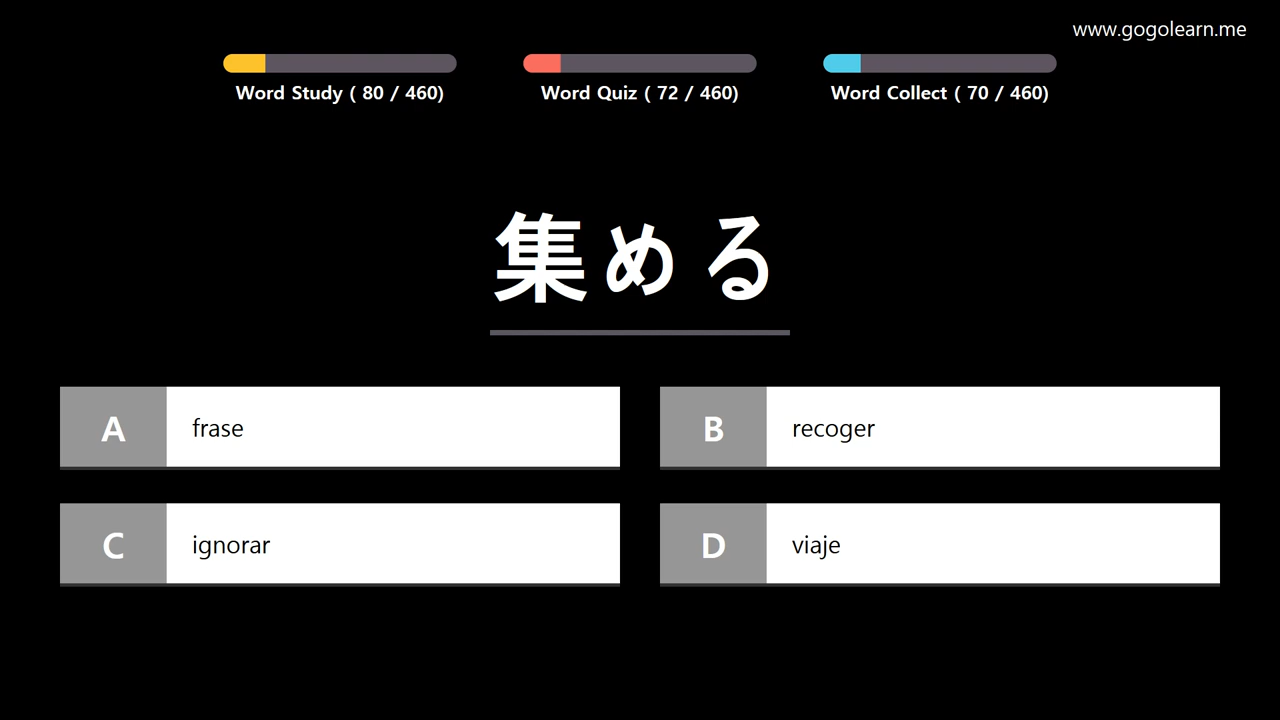 www.gogolearn.me
Word Study ( 80 / 460)
Word Quiz ( 72 / 460)
Word Collect ( 70 / 460)
集める
A frase
B recoger
C ignorar
D viaje